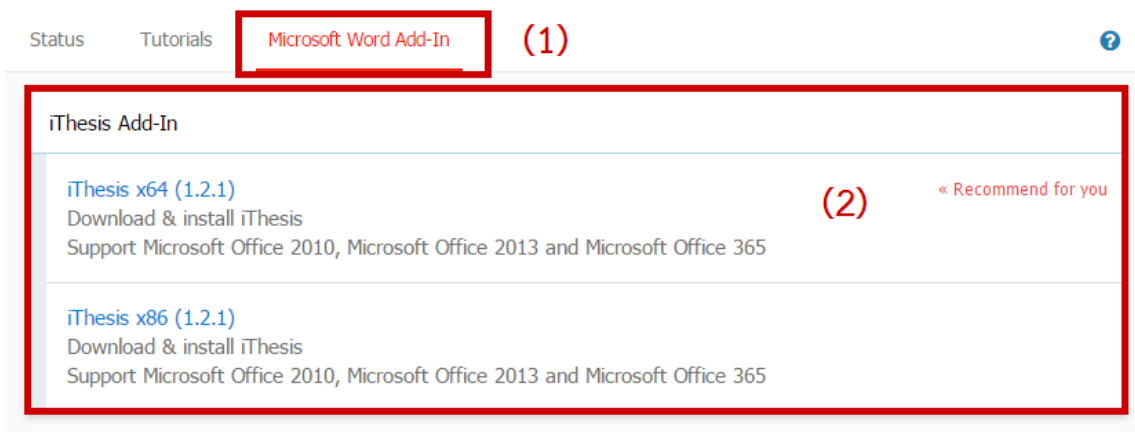 Status Tutorials Microsoft Word Add-In (1) ?
iThesis Add-In
iThesis x64 (1.2.1) (2) « Recommend for you
Download & install iThesis
Support Microsoft Office 2010, Microsoft Office 2013 and Microsoft Office 365
iThesis x86 (1.2.1)
Download & install iThesis
Support Microsoft Office 2010, Microsoft Office 2013 and Microsoft Office 365